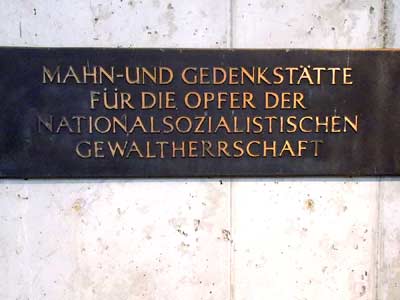 MAHN-UND GEDENKSTÄTTE
FÜR DIE OPFER DER
NATIONALSOZIALISTISCHEN
GEWALTHERRSCHAFT